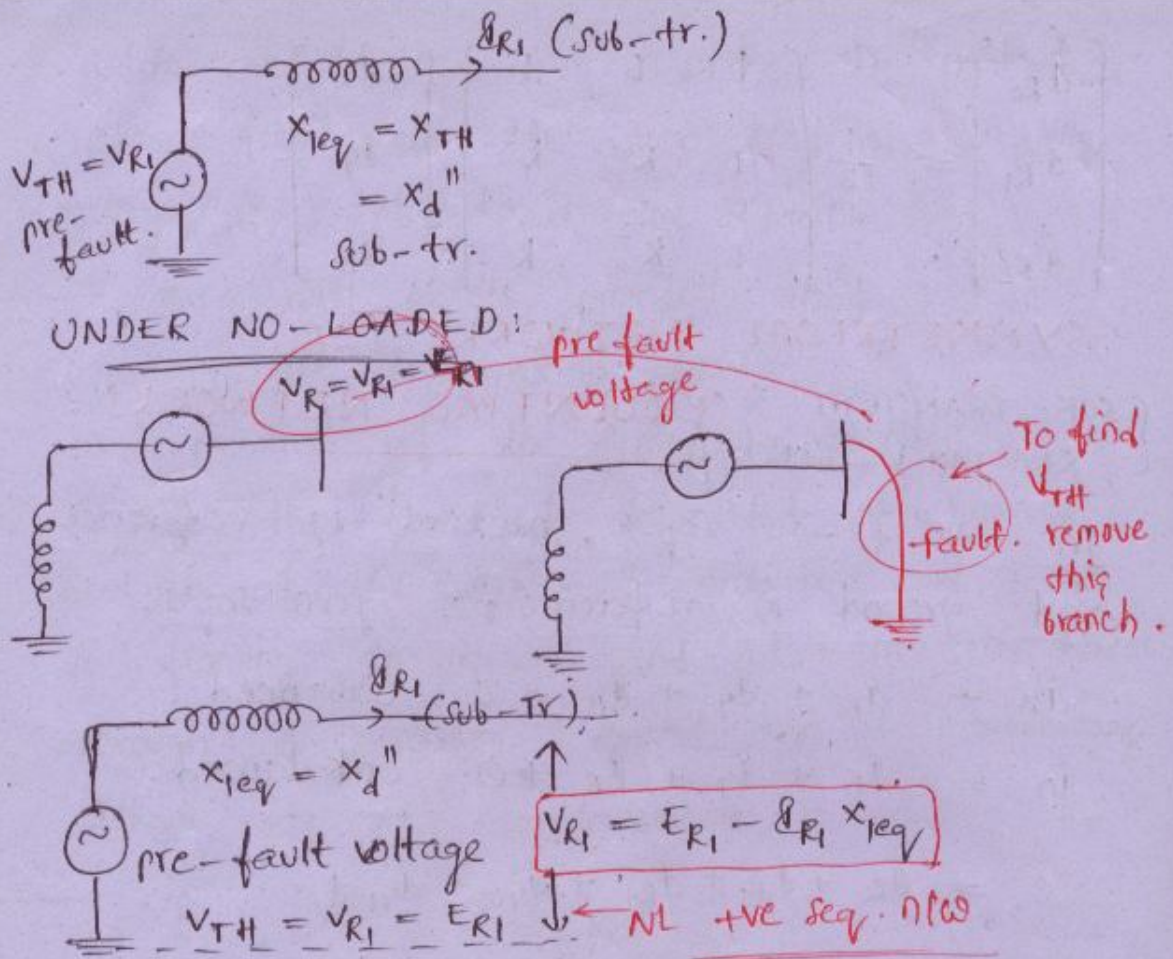 I_R1 (sub-tr.)
X_1eq = X_TH
= X_d"
sub-tr.
V_TH = V_R1
pre-
fault.
UNDER NO-LOADED:
pre fault
voltage
V_R = V_R1 = E_R1
To find
V_TH
remove
this
branch.
fault.
I_R1 (sub-Tr).
X_1eq = X_d"
pre-fault voltage
V_TH = V_R1 = E_R1
V_R1 = E_R1 - I_R1 X_1eq
NL +ve seq. n/w